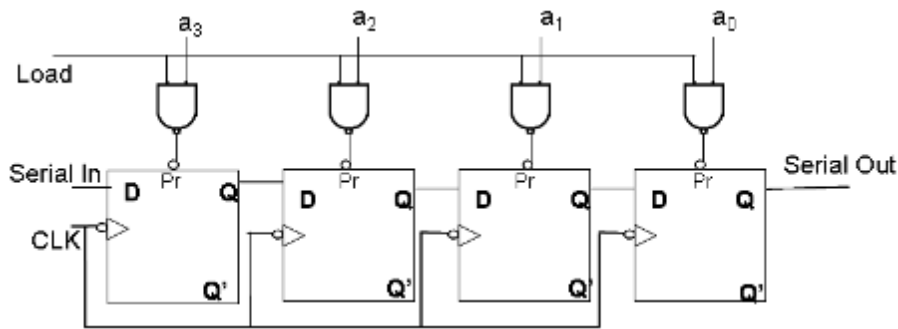 a3 a2 a1 a0
Load
Pr Pr Pr Pr
Serial In D Q D Q D Q D Q Serial Out
CLK
Q' Q' Q' Q'